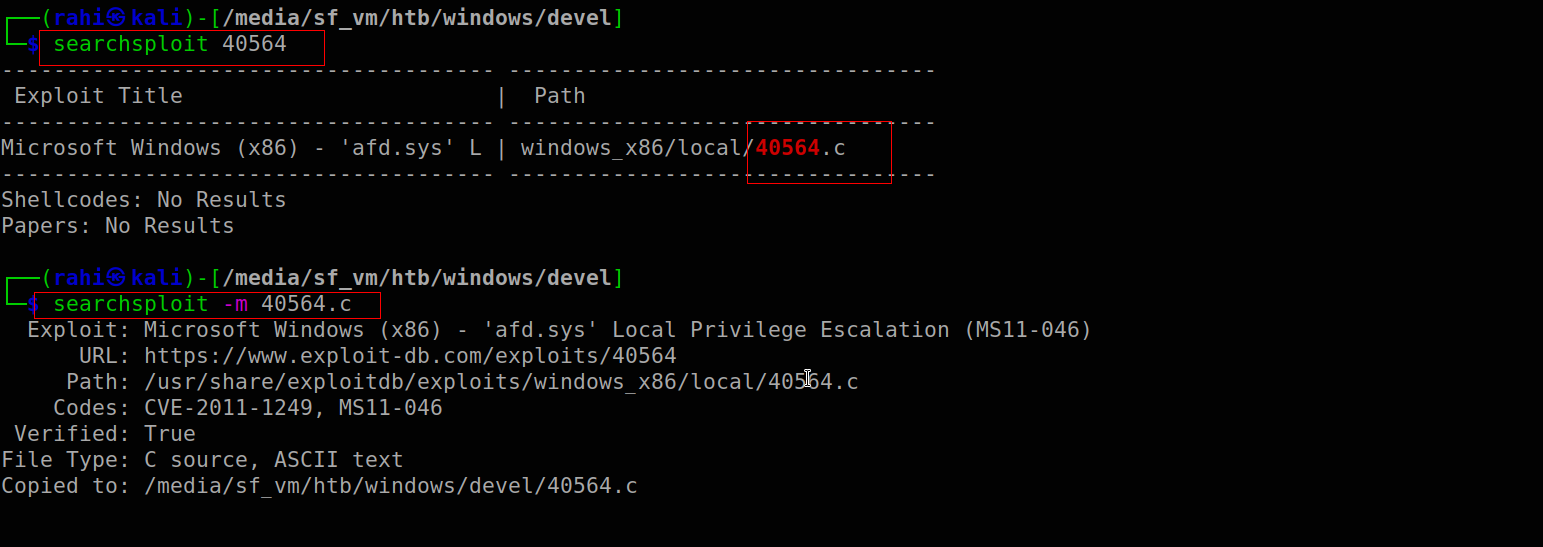 ┌──(rahi㉿kali)-[/media/sf_vm/htb/windows/devel]
└─$ searchsploit 40564
-------------------------------------- ---------------------------------
 Exploit Title                        |  Path
-------------------------------------- ---------------------------------
Microsoft Windows (x86) - 'afd.sys' L | windows_x86/local/40564.c
-------------------------------------- ---------------------------------
Shellcodes: No Results
Papers: No Results
┌──(rahi㉿kali)-[/media/sf_vm/htb/windows/devel]
└─$ searchsploit -m 40564.c
  Exploit: Microsoft Windows (x86) - 'afd.sys' Local Privilege Escalation (MS11-046)
      URL: https://www.exploit-db.com/exploits/40564
     Path: /usr/share/exploitdb/exploits/windows_x86/local/40564.c
    Codes: CVE-2011-1249, MS11-046
 Verified: True
File Type: C source, ASCII text
Copied to: /media/sf_vm/htb/windows/devel/40564.c